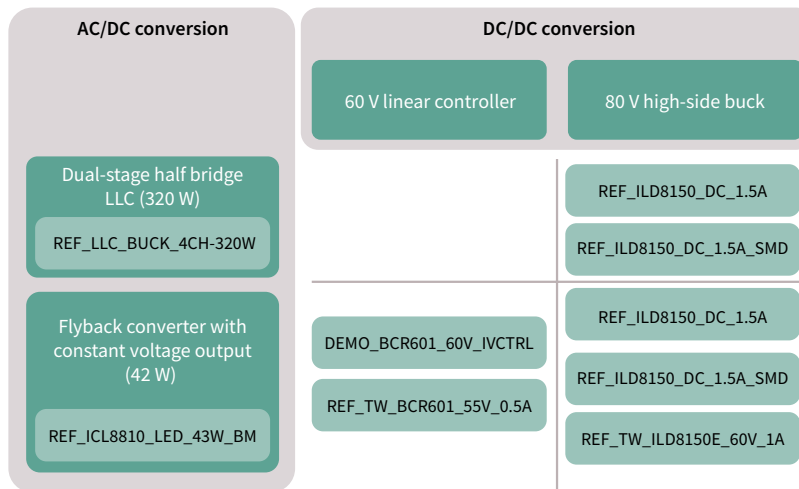 AC/DC conversion
DC/DC conversion
60 V linear controller
80 V high-side buck
Dual-stage half bridge
LLC (320 W)
REF_LLC_BUCK_4CH-320W
REF_ILD8150_DC_1.5A
REF_ILD8150_DC_1.5A_SMD
Flyback converter with
constant voltage output
(42 W)
REF_ICL8810_LED_43W_BM
DEMO_BCR601_60V_IVCTRL
REF_TW_BCR601_55V_0.5A
REF_ILD8150_DC_1.5A
REF_ILD8150_DC_1.5A_SMD
REF_TW_ILD8150E_60V_1A